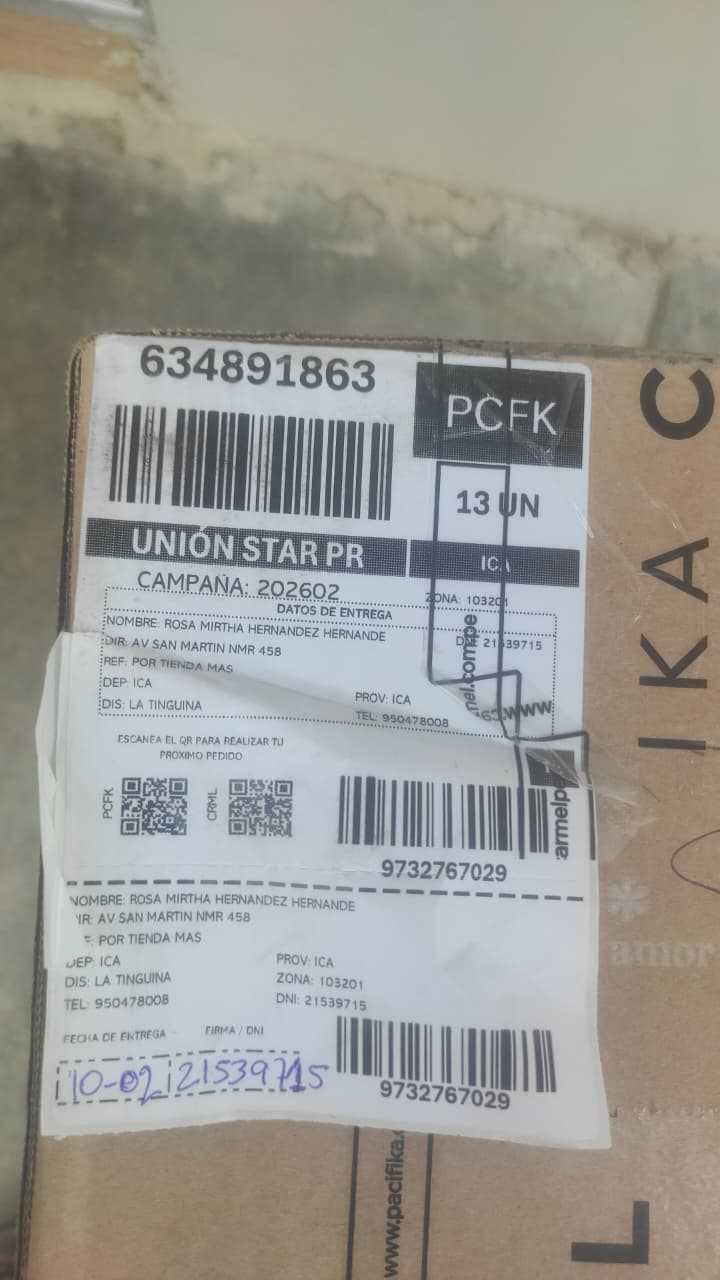 634891863
PCFK
13 UN
UNIÓN STAR PR
ICA
CAMPAÑA: 202602
ZONA: 103201
DATOS DE ENTREGA
NOMBRE: ROSA MIRTHA HERNANDEZ HERNANDE
DIR: AV SAN MARTIN NMR 458
DNI: 21539715
REF: POR TIENDA MAS
DEP: ICA
PROV: ICA
DIS: LA TINGUINA
TEL: 950478008
ESCANEA EL QR PARA REALIZAR TU
PROXIMO PEDIDO
PCFK
CRML
9732767029
NOMBRE: ROSA MIRTHA HERNANDEZ HERNANDE
DIR: AV SAN MARTIN NMR 458
POR TIENDA MAS
DEP: ICA
PROV: ICA
DIS: LA TINGUINA
ZONA: 103201
TEL: 950478008
DNI: 21539715
FECHA DE ENTREGA
FIRMA / DNI
10-02
21539715
9732767029
www.pacifika.
amor
C
I K A
L